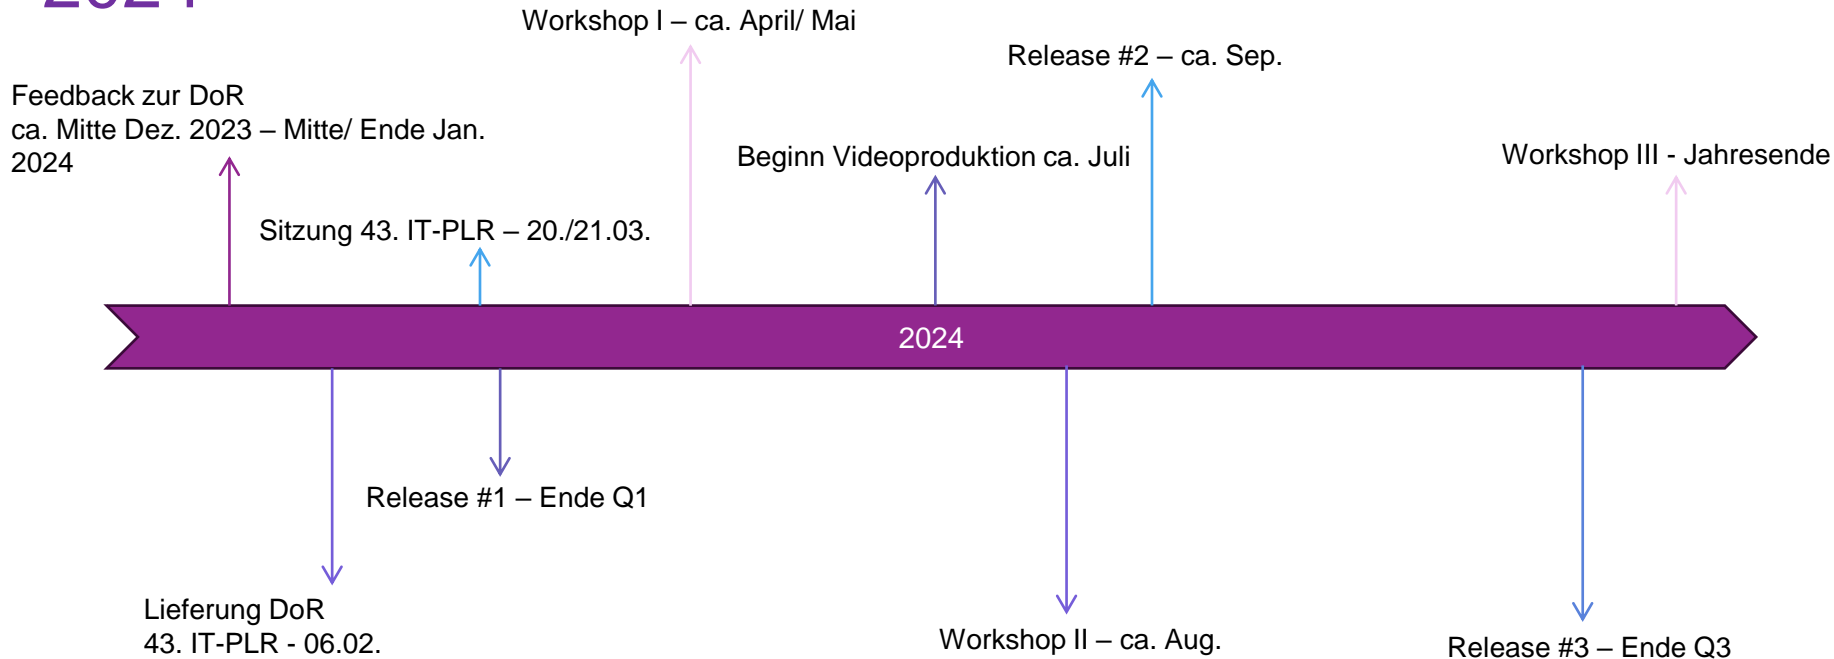 2024
Workshop I – ca. April/ Mai
Release #2 – ca. Sep.
Feedback zur DoR
ca. Mitte Dez. 2023 – Mitte/ Ende Jan.
2024
Beginn Videoproduktion ca. Juli
Workshop III - Jahresende
Sitzung 43. IT-PLR – 20./21.03.
2024
Release #1 – Ende Q1
Lieferung DoR
43. IT-PLR - 06.02.
Workshop II – ca. Aug.
Release #3 – Ende Q3